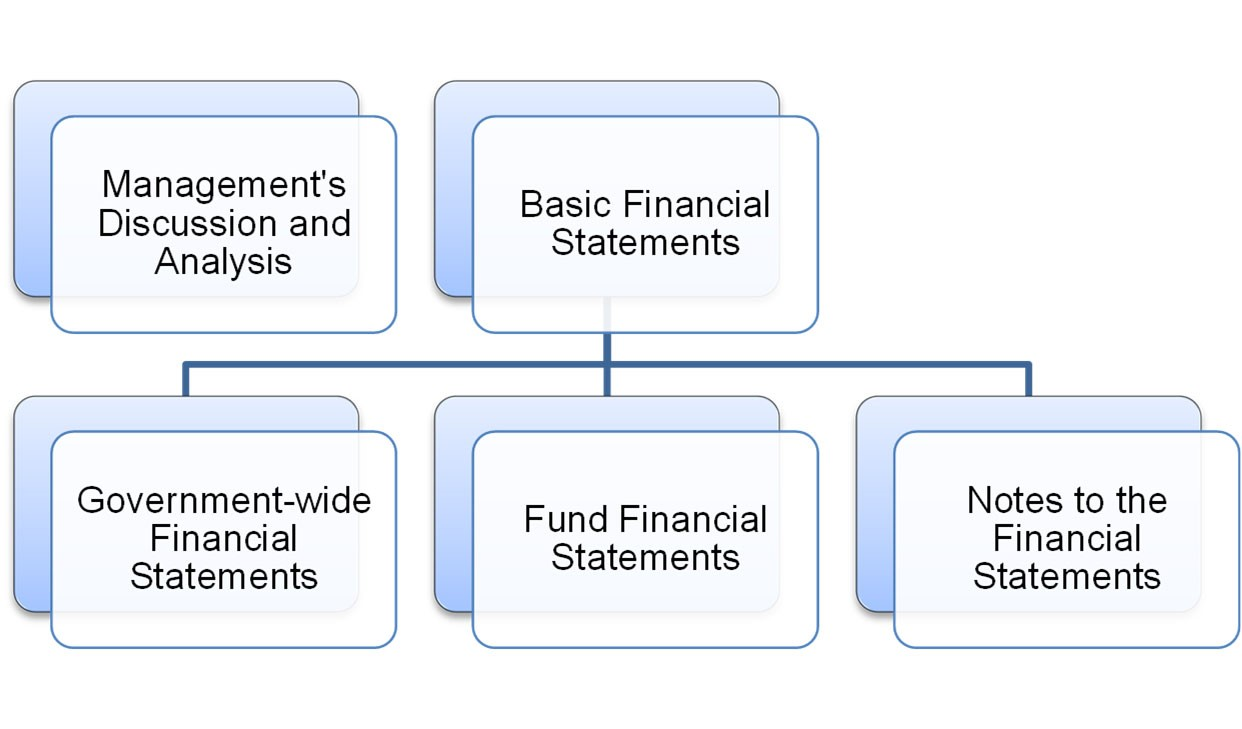 Management's
Discussion and
Analysis
Basic Financial
Statements
Government-wide
Financial
Statements
Fund Financial
Statements
Notes to the
Financial
Statements